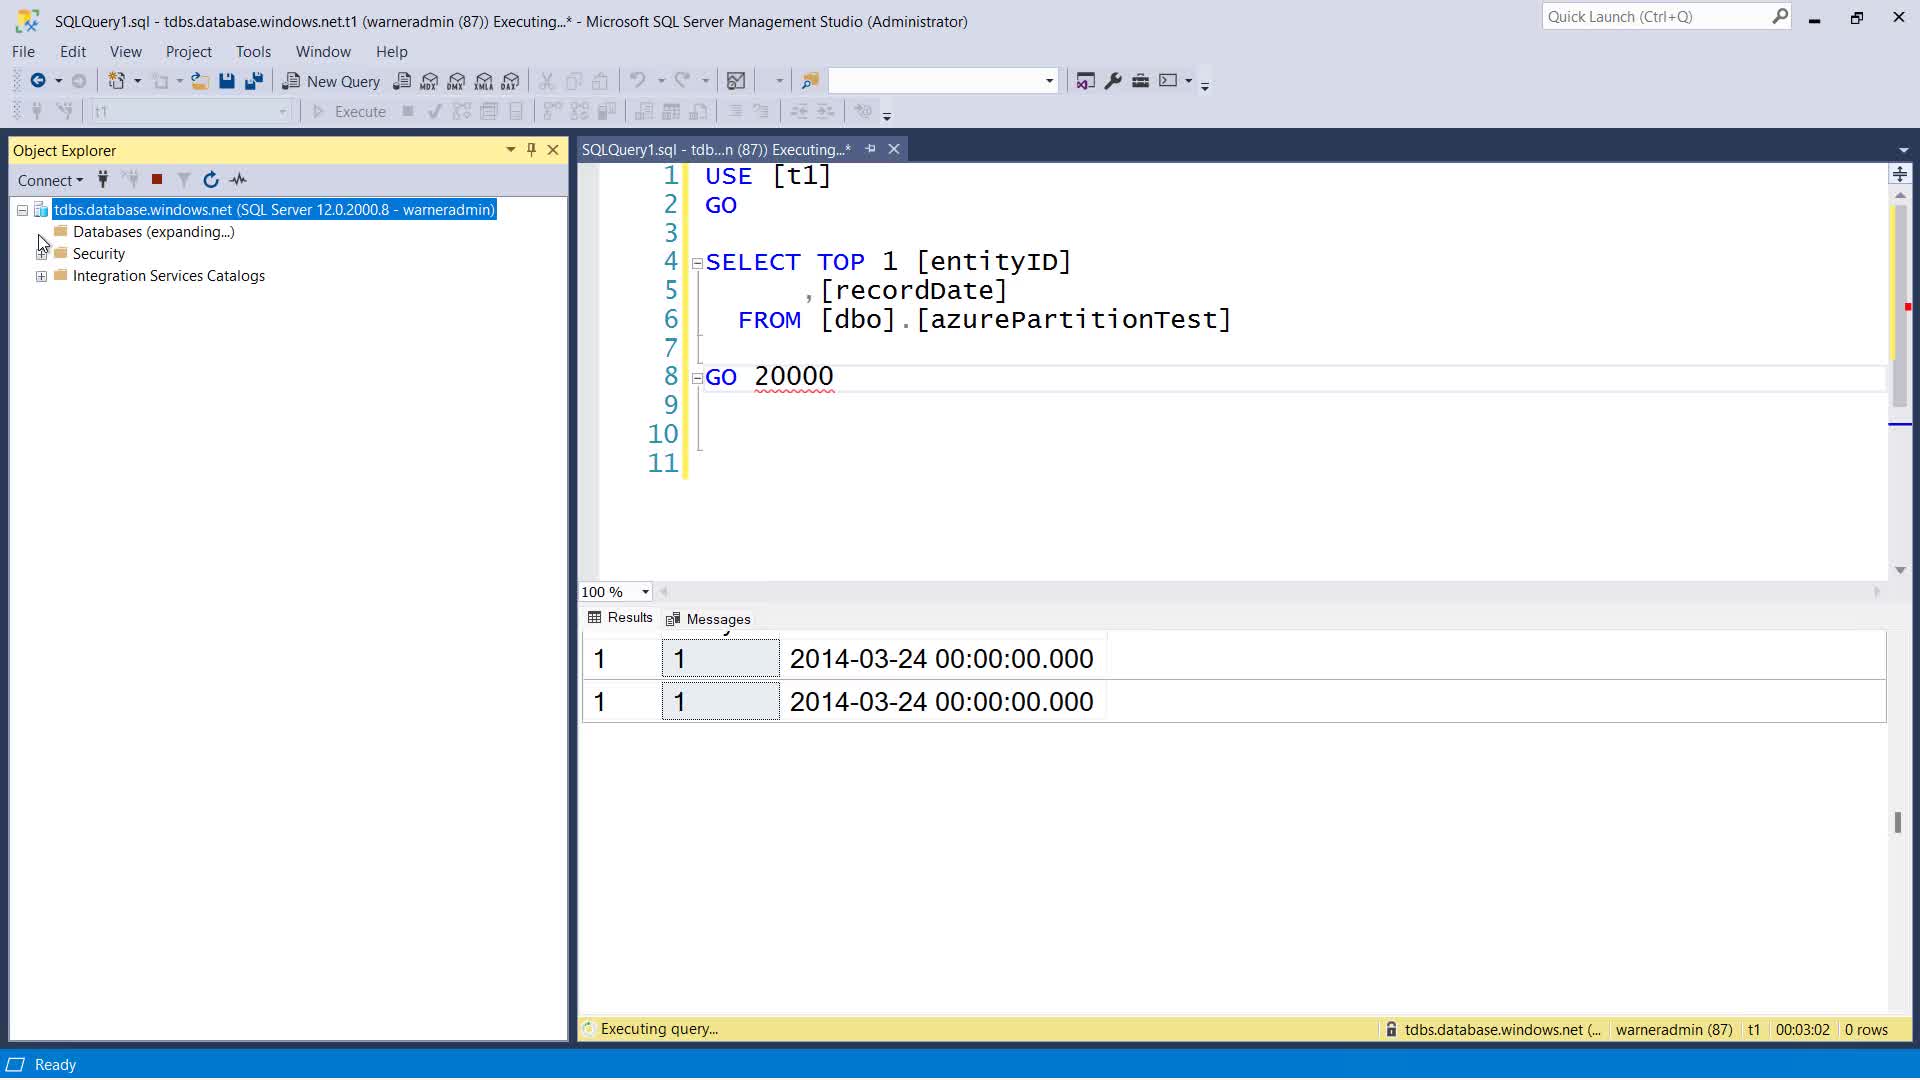 SQLQuery1.sql - tdbs.database.windows.net.t1 (warneradmin (87)) Executing...* - Microsoft SQL Server Management Studio (Administrator)
Quick Launch (Ctrl+Q)
File Edit View Project Tools Window Help
New Query MDX DMX XMLA DAX
t1 Execute
Object Explorer
Connect
tdbs.database.windows.net (SQL Server 12.0.2000.8 - warneradmin)
Databases (expanding...)
Security
Integration Services Catalogs
SQLQuery1.sql - tdb...n (87)) Executing...*
1 USE [t1]
2 GO
3
4 SELECT TOP 1 [entityID]
5 ,[recordDate]
6 FROM [dbo].[azurePartitionTest]
7
8 GO 20000
9
10
11
100 %
Results Messages
1 1 2014-03-24 00:00:00.000
1 1 2014-03-24 00:00:00.000
Executing query... tdbs.database.windows.net (... warneradmin (87) t1 00:03:02 0 rows
Ready